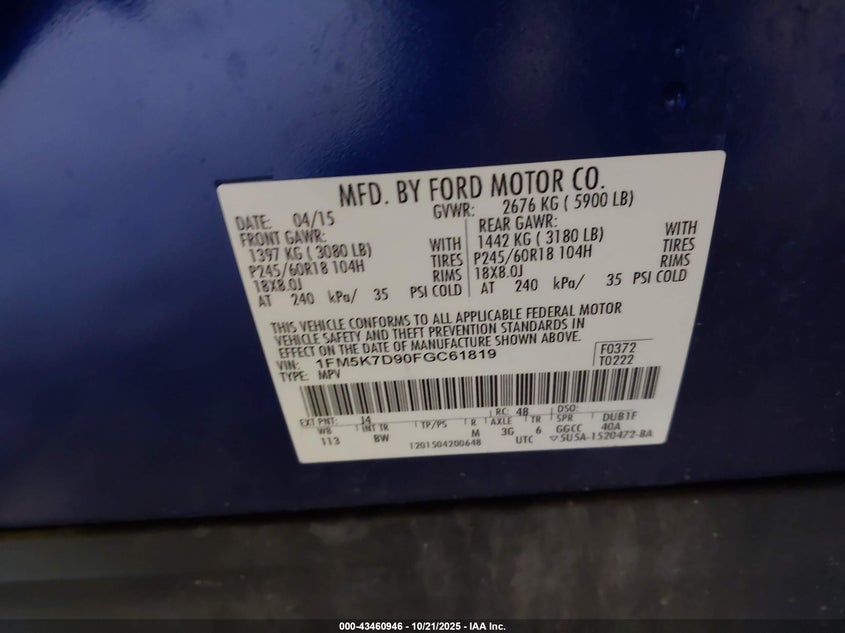 MFD. BY FORD MOTOR CO.
DATE: 04/15 GVWR: 2676 KG ( 5900 LB)
FRONT GAWR: REAR GAWR:
1397 KG ( 3080 LB) WITH 1442 KG ( 3180 LB) WITH
P245/60R18 104H TIRES P245/60R18 104H TIRES
18X8.0J RIMS 18X8.0J RIMS
AT 240 kPa/ 35 PSI COLD AT 240 kPa/ 35 PSI COLD
THIS VEHICLE CONFORMS TO ALL APPLICABLE FEDERAL MOTOR
VEHICLE SAFETY AND THEFT PREVENTION STANDARDS IN
EFFECT ON THE DATE OF MANUFACTURE SHOWN ABOVE.
VIN: 1FM5K7D90FGC61819 F0372
TYPE: MPV T0222
EXT PNT: J4 RC: 48 DSO:
WB INT TR TP/PS R AXLE TR SPR DUB1F
113 BW M 3G 6 GGCC 40A
1201504200648 UTC ▽5U5A-1520472-BA
000-43460946 - 10/21/2025 - IAA Inc.